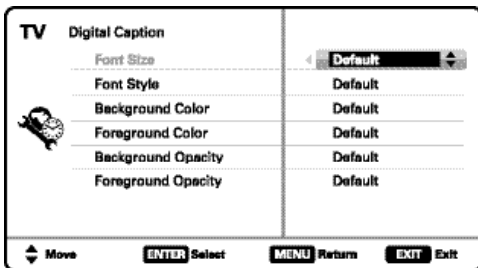 TV Digital Caption
Font Size Default
Font Style Default
Background Color Default
Foreground Color Default
Background Opacity Default
Foreground Opacity Default
Move ENTER Select MENU Return EXIT Exit